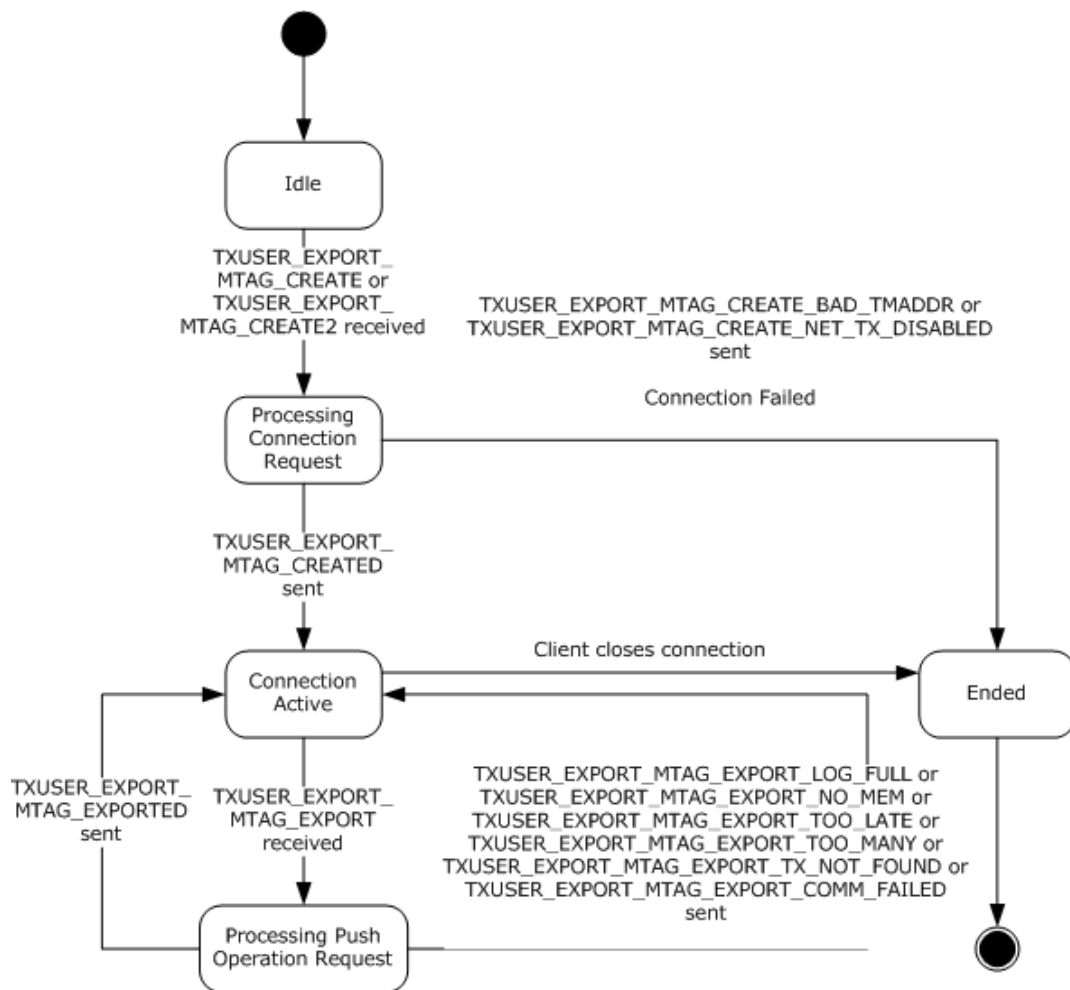 Idle
TXUSER_EXPORT_
MTAG_CREATE or
TXUSER_EXPORT_
MTAG_CREATE2 received
TXUSER_EXPORT_MTAG_CREATE_BAD_TMADDR or
TXUSER_EXPORT_MTAG_CREATE_NET_TX_DISABLED
sent
Connection Failed
Processing
Connection
Request
TXUSER_EXPORT_
MTAG_CREATED
sent
Client closes connection
Connection
Active
Ended
TXUSER_EXPORT_
MTAG_EXPORTED
sent
TXUSER_EXPORT_
MTAG_EXPORT
received
TXUSER_EXPORT_MTAG_EXPORT_LOG_FULL or
TXUSER_EXPORT_MTAG_EXPORT_NO_MEM or
TXUSER_EXPORT_MTAG_EXPORT_TOO_LATE or
TXUSER_EXPORT_MTAG_EXPORT_TOO_MANY or
TXUSER_EXPORT_MTAG_EXPORT_TX_NOT_FOUND or
TXUSER_EXPORT_MTAG_EXPORT_COMM_FAILED
sent
Processing Push
Operation Request